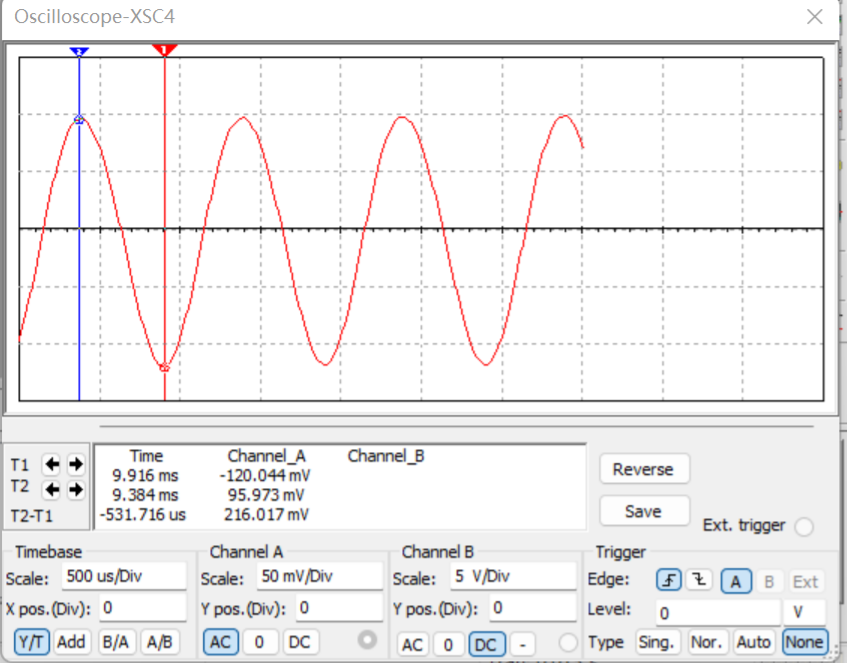 Oscilloscope-XSC4
2
1
Time Channel_A Channel_B
T1 9.916 ms -120.044 mV
T2 9.384 ms 95.973 mV
T2-T1 -531.716 us 216.017 mV
Reverse
Save
Ext. trigger
Timebase Channel A Channel B Trigger
Scale: 500 us/Div Scale: 50 mV/Div Scale: 5 V/Div Edge: A B Ext
X pos.(Div): 0 Y pos.(Div): 0 Y pos.(Div): 0 Level: 0 V
Y/T Add B/A A/B AC 0 DC AC 0 DC - Type Sing. Nor. Auto None